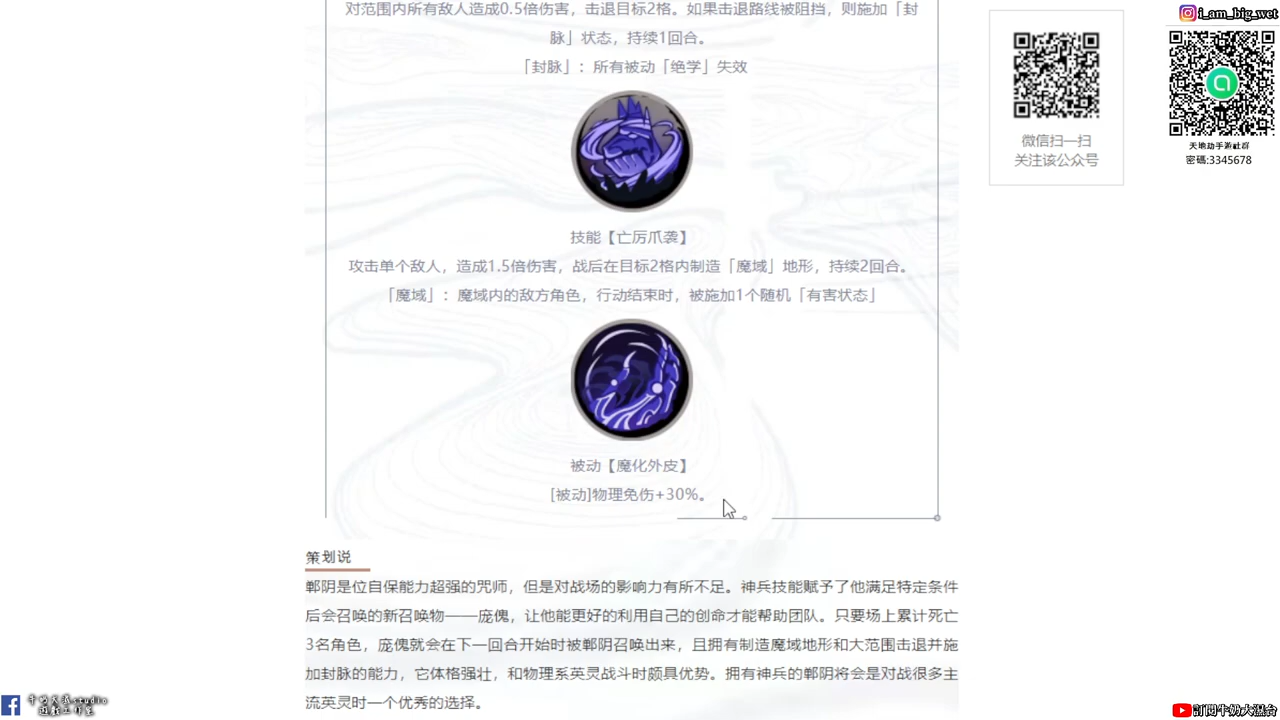 对范围内所有敌人造成0.5倍伤害，击退目标2格。如果击退路线被阻挡，则施加「封
脉」状态，持续1回合。
「封脉」：所有被动「绝学」失效
技能【亡厉爪袭】
攻击单个敌人，造成1.5倍伤害，战后在目标2格内制造「魔域」地形，持续2回合。
「魔域」：魔域内的敌方角色，行动结束时，被施加1个随机「有害状态」
被动【魔化外皮】
[被动]物理免伤+30%。
策划说
郸阴是位自保能力超强的咒师，但是对战场的影响力有所不足。神兵技能赋予了他满足特定条件
后会召唤的新召唤物——庞傀，让他能更好的利用自己的创命才能帮助团队。只要场上累计死亡
3名角色，庞傀就会在下一回合开始时被郸阴召唤出来，且拥有制造魔域地形和大范围击退并施
加封脉的能力，它体格强壮，和物理系英灵战斗时颇具优势。拥有神兵的郸阴将会是对战很多主
流英灵时一个优秀的选择。
微信扫一扫
关注该公众号
i_am_big_wet
天地劫手游社群
密碼:3345678
牛奶大濕studio
遊戲工作室
訂閱牛奶大濕台